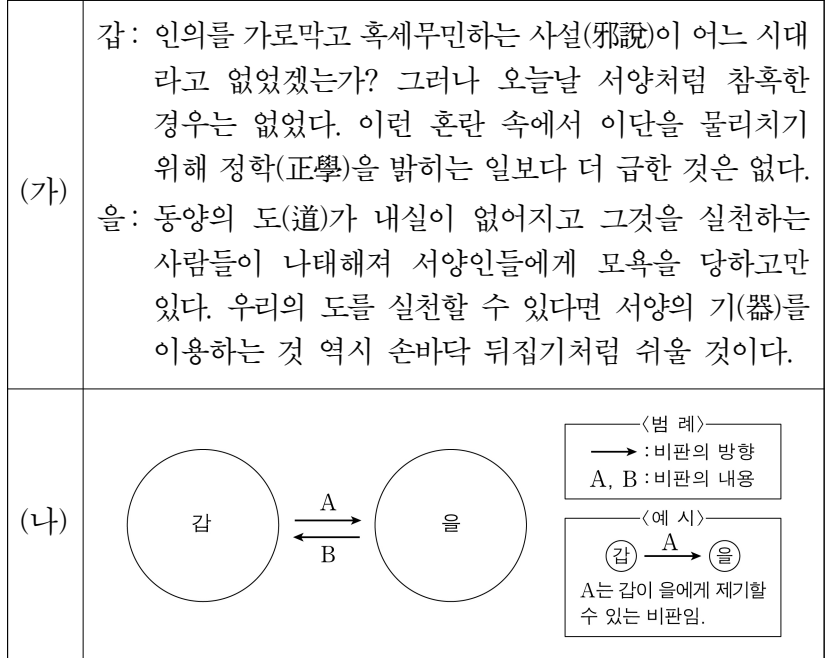 (가)
갑: 인의를 가로막고 혹세무민하는 사설(邪說)이 어느 시대
라고 없었겠는가? 그러나 오늘날 서양처럼 참혹한
경우는 없었다. 이런 혼란 속에서 이단을 물리치기
위해 정학(正學)을 밝히는 일보다 더 급한 것은 없다.
을: 동양의 도(道)가 내실이 없어지고 그것을 실천하는
사람들이 나태해져 서양인들에게 모욕을 당하고만
있다. 우리의 도를 실천할 수 있다면 서양의 기(器)를
이용하는 것 역시 손바닥 뒤집기처럼 쉬울 것이다.
(나)
갑
A
B
을
〈범 례〉
: 비판의 방향
A, B : 비판의 내용
〈예 시〉
갑 A 을
A는 갑이 을에게 제기할
수 있는 비판임.